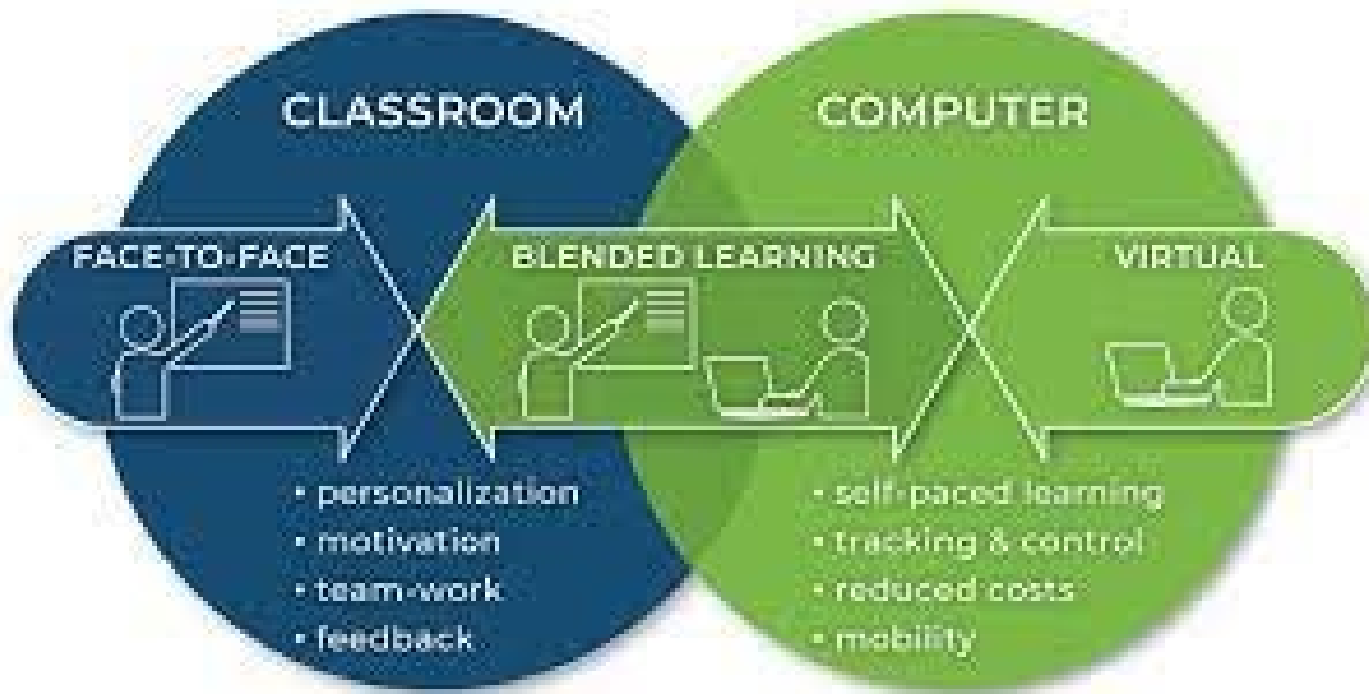 CLASSROOM
COMPUTER
FACE-TO-FACE
BLENDED LEARNING
VIRTUAL
• personalization
• motivation
• team-work
• feedback
• self-paced learning
• tracking & control
• reduced costs
• mobility